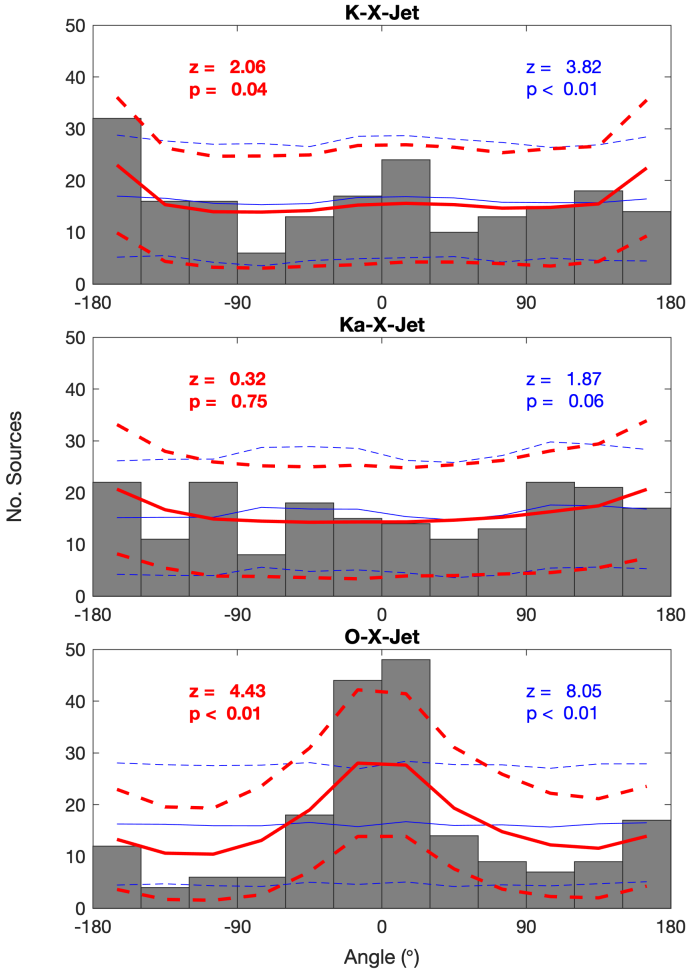 K-X-Jet
50
40
30
20
10
0
z = 2.06
p = 0.04
z = 3.82
p < 0.01
-180
-90
0
90
180
Ka-X-Jet
50
40
30
20
10
0
z = 0.32
p = 0.75
z = 1.87
p = 0.06
-180
-90
0
90
180
No. Sources
O-X-Jet
50
40
30
20
10
0
z = 4.43
p < 0.01
z = 8.05
p < 0.01
-180
-90
0
90
180
Angle (°)